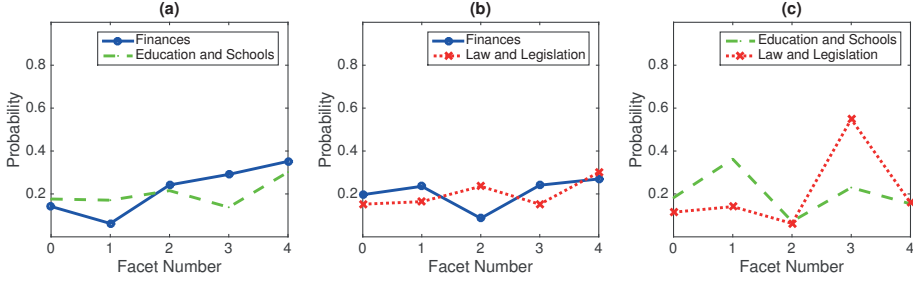 (a)
Finances
Education and Schools
0.8
0.6
0.4
0.2
Probability
0 1 2 3 4
Facet Number
(b)
Finances
Law and Legislation
0.8
0.6
0.4
0.2
Probability
0 1 2 3 4
Facet Number
(c)
Education and Schools
Law and Legislation
0.8
0.6
0.4
0.2
Probability
0 1 2 3 4
Facet Number